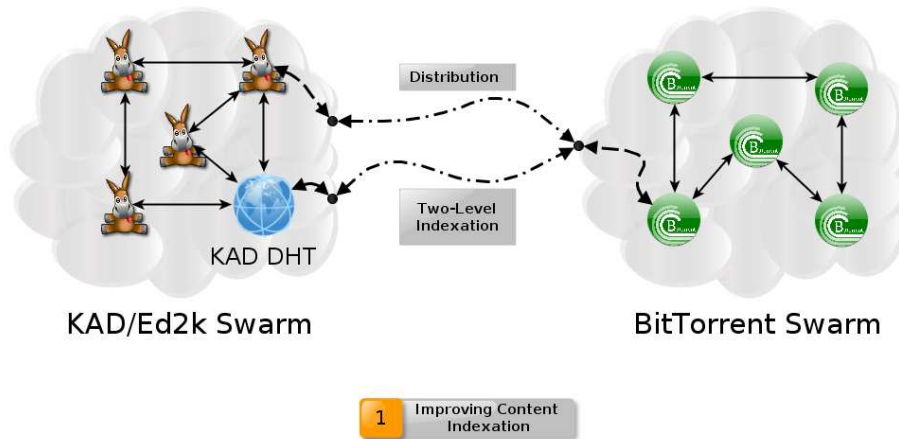 Distribution
Two-Level
Indexation
KAD DHT
KAD/Ed2k Swarm
BitTorrent Swarm
1
Improving Content
Indexation